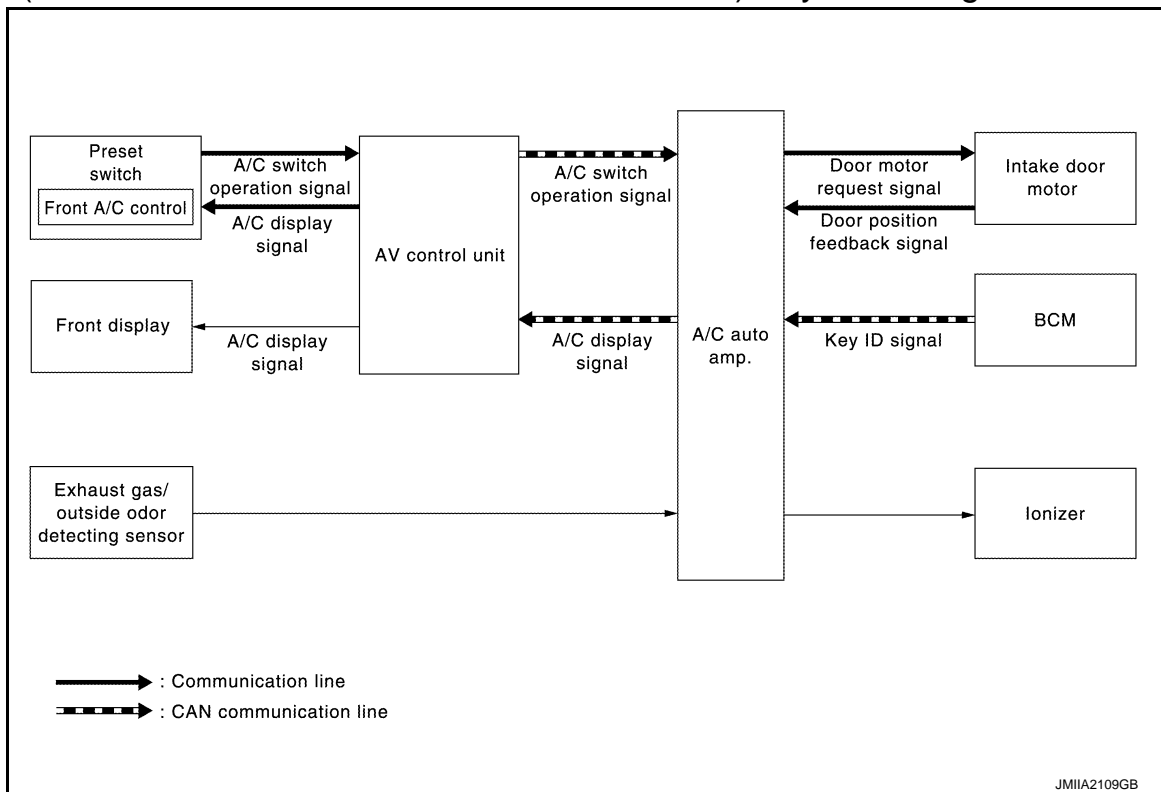 Preset
switch
Front A/C control
A/C switch
operation signal
A/C display
signal
AV control unit
A/C switch
operation signal
A/C display
signal
A/C auto
amp.
Door motor
request signal
Door position
feedback signal
Intake door
motor
Front display
A/C display
signal
Key ID signal
BCM
Exhaust gas/
outside odor
detecting sensor
Ionizer
: Communication line
: CAN communication line
JMIIA2109GB